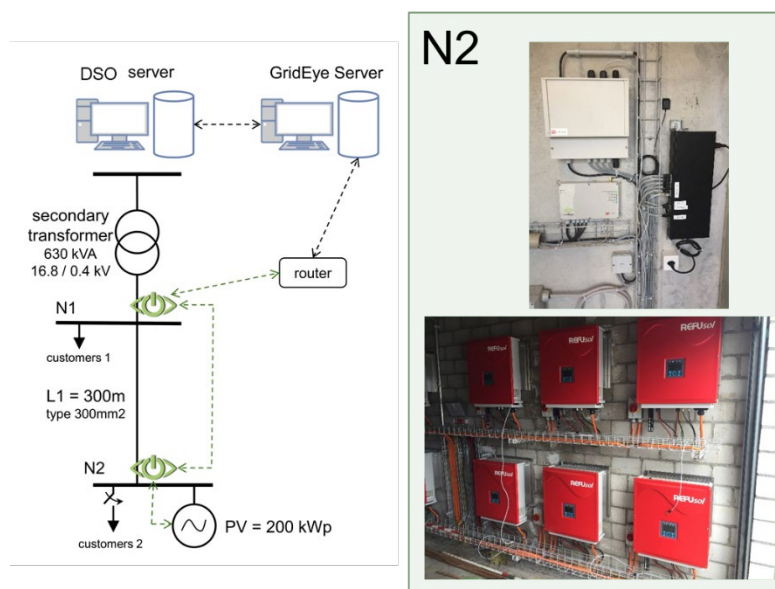 DSO server
GridEye Server
secondary
transformer
630 kVA
16.8 / 0.4 kV
router
N1
customers 1
L1 = 300m
type 300mm2
N2
PV = 200 kWp
customers 2
N2
REFUsol
REFUsol
REFUsol
REFUsol
REFUsol
REFUsol